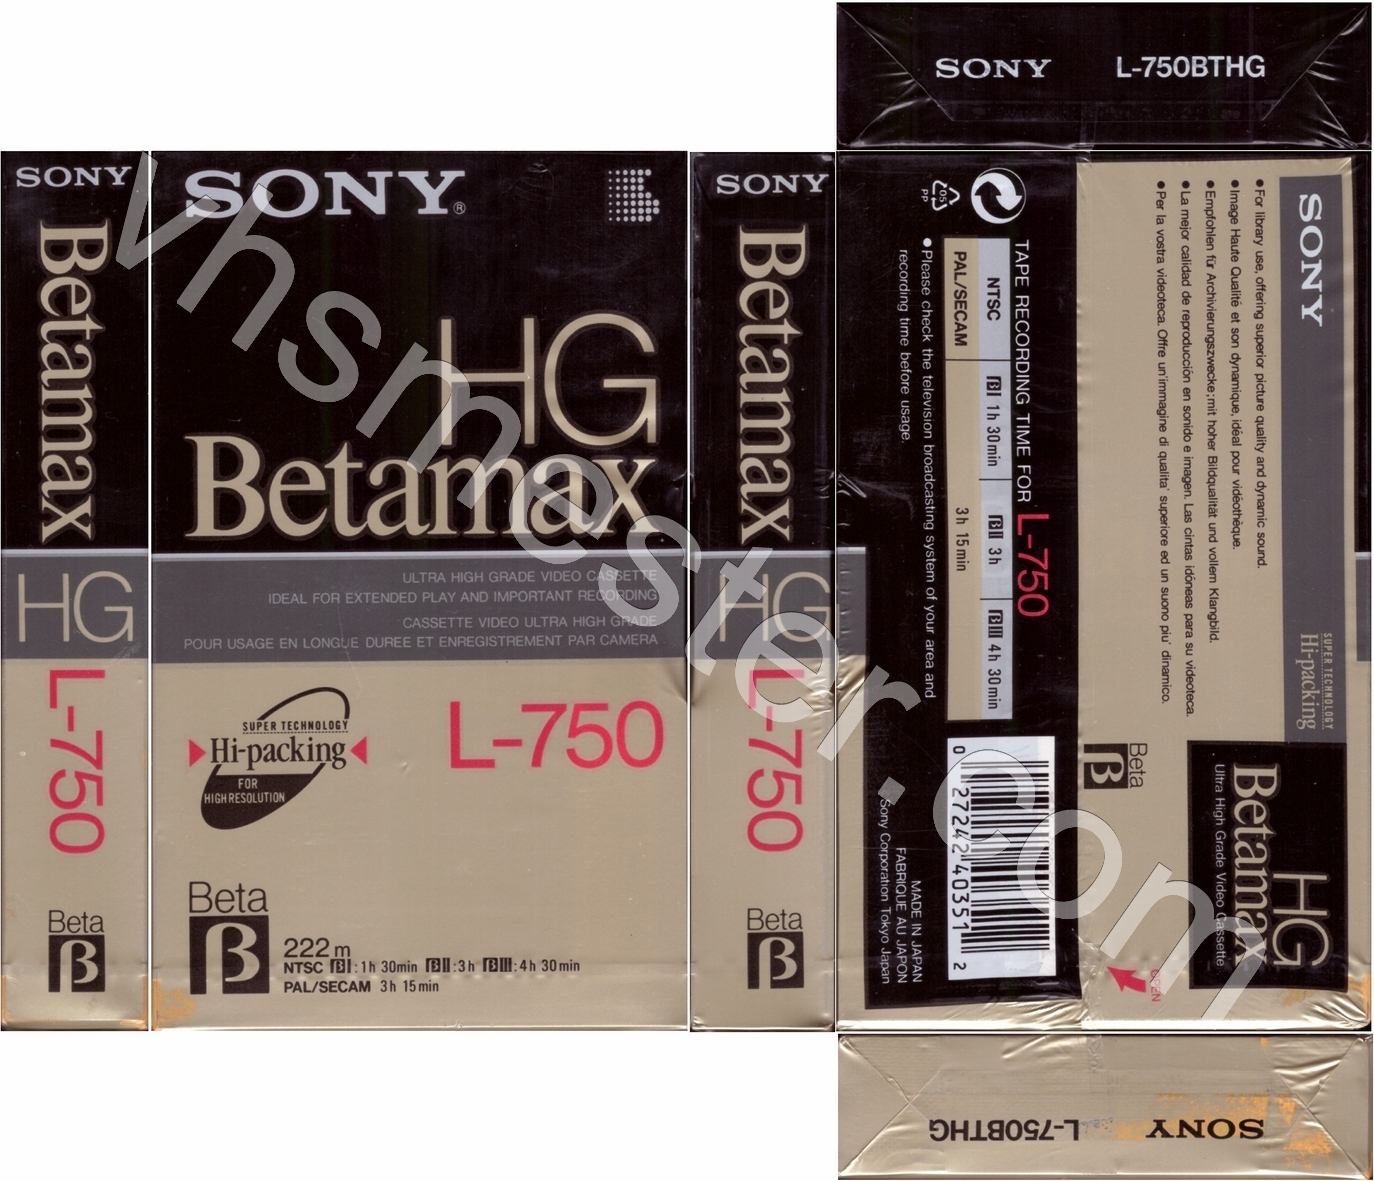 SONY
L-750BTHG
SONY
Betamax
HG
L-750
Beta
β
SONY®
HG
Betamax
ULTRA HIGH GRADE VIDEO CASSETTE
IDEAL FOR EXTENDED PLAY AND IMPORTANT RECORDING
CASSETTE VIDEO ULTRA HIGH GRADE
POUR USAGE EN LONGUE DUREE ET ENREGISTREMENT PAR CAMERA
SUPER TECHNOLOGY
Hi-packing
FOR
HIGH RESOLUTION
L-750
Beta
β
222 m
NTSC βI : 1h 30min βII : 3h βIII : 4h 30min
PAL/SECAM 3h 15min
SONY
Betamax
HG
L-750
Beta
β
SONY
SUPER TECHNOLOGY
Hi-packing
HG
Betamax
Ultra High Grade Video Cassette
● For library use, offering superior picture quality and dynamic sound.
● Image Haute Qualité et son dynamique, idéal pour vidéothèque.
● Empfohlen für Archivierungszwecke; mit hoher Bildqualität und vollem Klangbild.
● La mejor calidad de reproducción en sonido e imagen. Las cintas idóneas para su videoteca.
● Per la vostra videoteca. Offre un'immagine di qualita' superiore ed un suono piu' dinamico.
Beta
β
OPEN
TAPE RECORDING TIME FOR L-750
NTSC βI 1h 30min βII 3h βIII 4h 30min
PAL/SECAM 3h 15min
● Please check the television broadcasting system of your area and
recording time before usage.
05
PP
0 27242 40351 2
MADE IN JAPAN
FABRIQUE AU JAPON
Sony Corporation Tokyo Japan
SONY
L-750BTHG
vhsmester.com